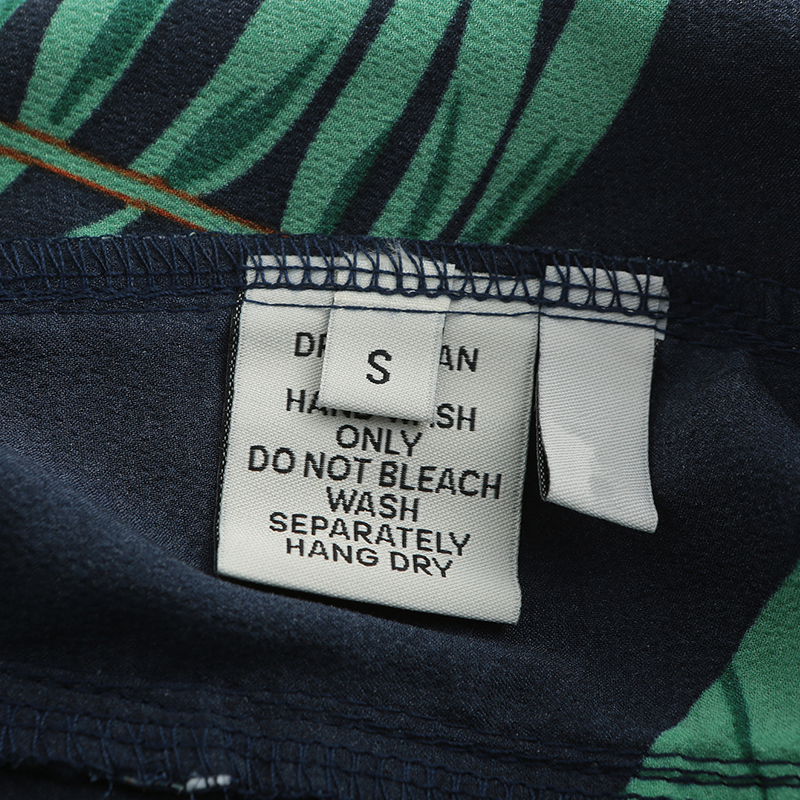 S
ONLY
DO NOT BLEACH
WASH
SEPARATELY
HANG DRY